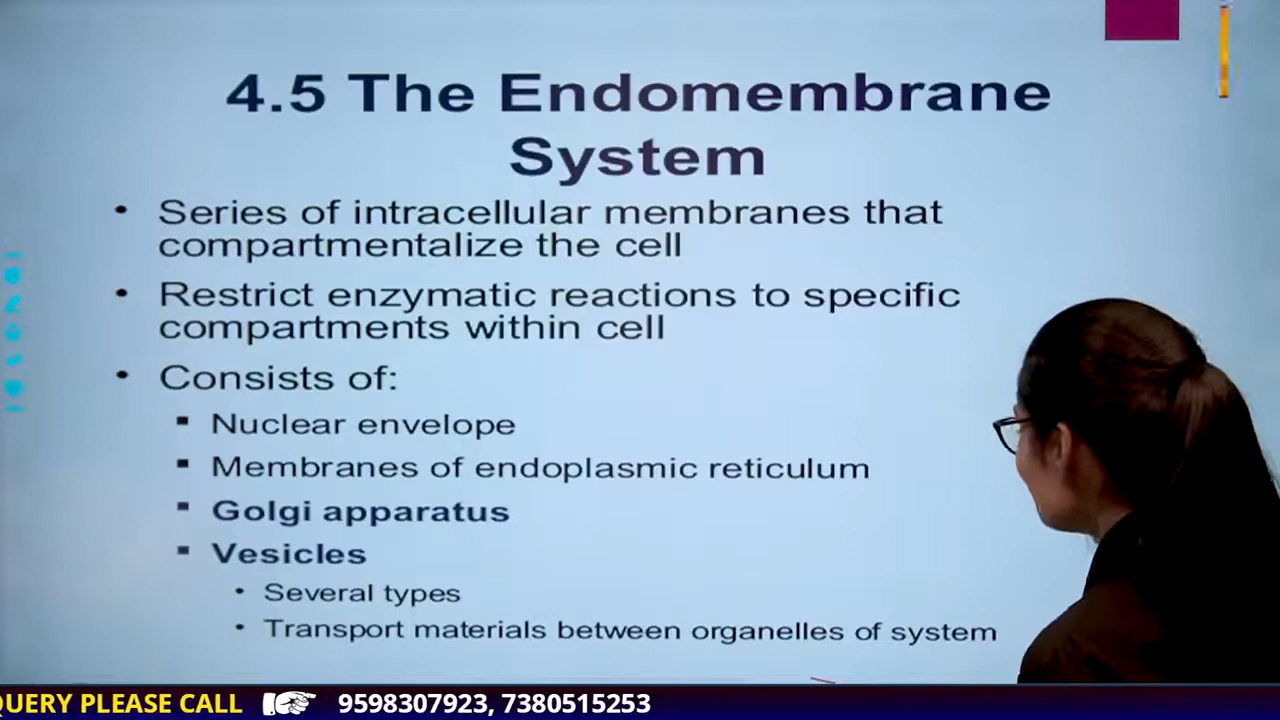 4.5 The Endomembrane
System
• Series of intracellular membranes that
compartmentalize the cell
• Restrict enzymatic reactions to specific
compartments within cell
• Consists of:
▪ Nuclear envelope
▪ Membranes of endoplasmic reticulum
▪ Golgi apparatus
▪ Vesicles
• Several types
• Transport materials between organelles of system
QUERY PLEASE CALL 9598307923, 7380515253